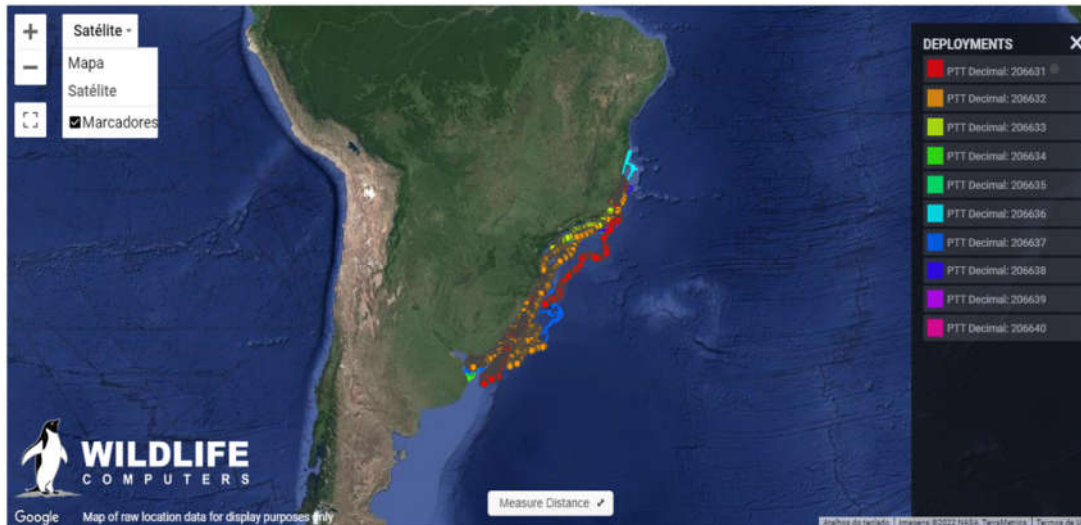 +
−
Satélite
Mapa
Satélite
Marcadores
DEPLOYMENTS
PTT Decimal: 206631
PTT Decimal: 206632
PTT Decimal: 206633
PTT Decimal: 206634
PTT Decimal: 206635
PTT Decimal: 206636
PTT Decimal: 206637
PTT Decimal: 206638
PTT Decimal: 206639
PTT Decimal: 206640
WILDLIFE
COMPUTERS
Measure Distance
Google
Map of raw location data for display purposes only